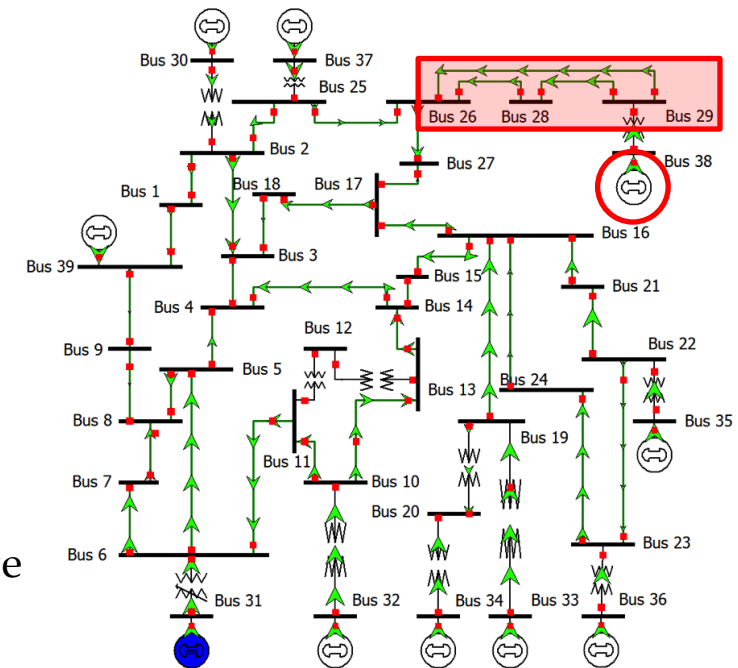 Bus 30
Bus 37
Bus 25
Bus 26
Bus 28
Bus 29
Bus 2
Bus 38
Bus 27
Bus 1
Bus 18
Bus 17
Bus 16
Bus 39
Bus 3
Bus 15
Bus 21
Bus 4
Bus 14
Bus 12
Bus 22
Bus 9
Bus 5
Bus 13
Bus 24
Bus 8
Bus 35
Bus 19
Bus 11
Bus 7
Bus 10
Bus 20
Bus 23
Bus 6
e
Bus 31
Bus 32
Bus 34
Bus 33
Bus 36